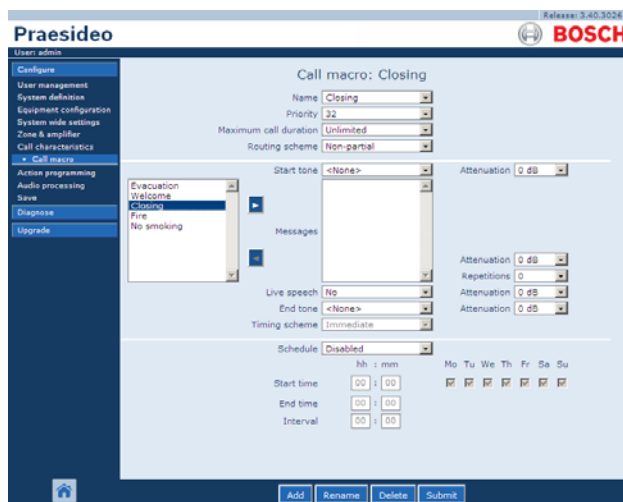 Release: 3.40.3026
Praesideo
BOSCH
User: admin
Configure
User management
System definition
Equipment configuration
System wide settings
Zone & amplifier
Call characteristics
• Call macro
Action programming
Audio processing
Save
Diagnose
Upgrade
Call macro: Closing
Name Closing
Priority 32
Maximum call duration Unlimited
Routing scheme Non-partial
Start tone <None> Attenuation 0 dB
Evacuation
Welcome
Closing
Fire
No smoking
Messages
Attenuation 0 dB
Repetitions 0
Live speech No Attenuation 0 dB
End tone <None> Attenuation 0 dB
Timing scheme Immediate
Schedule Disabled
hh : mm Mo Tu We Th Fr Sa Su
Start time 00 : 00
End time 00 : 00
Interval 00 : 00
Add Rename Delete Submit